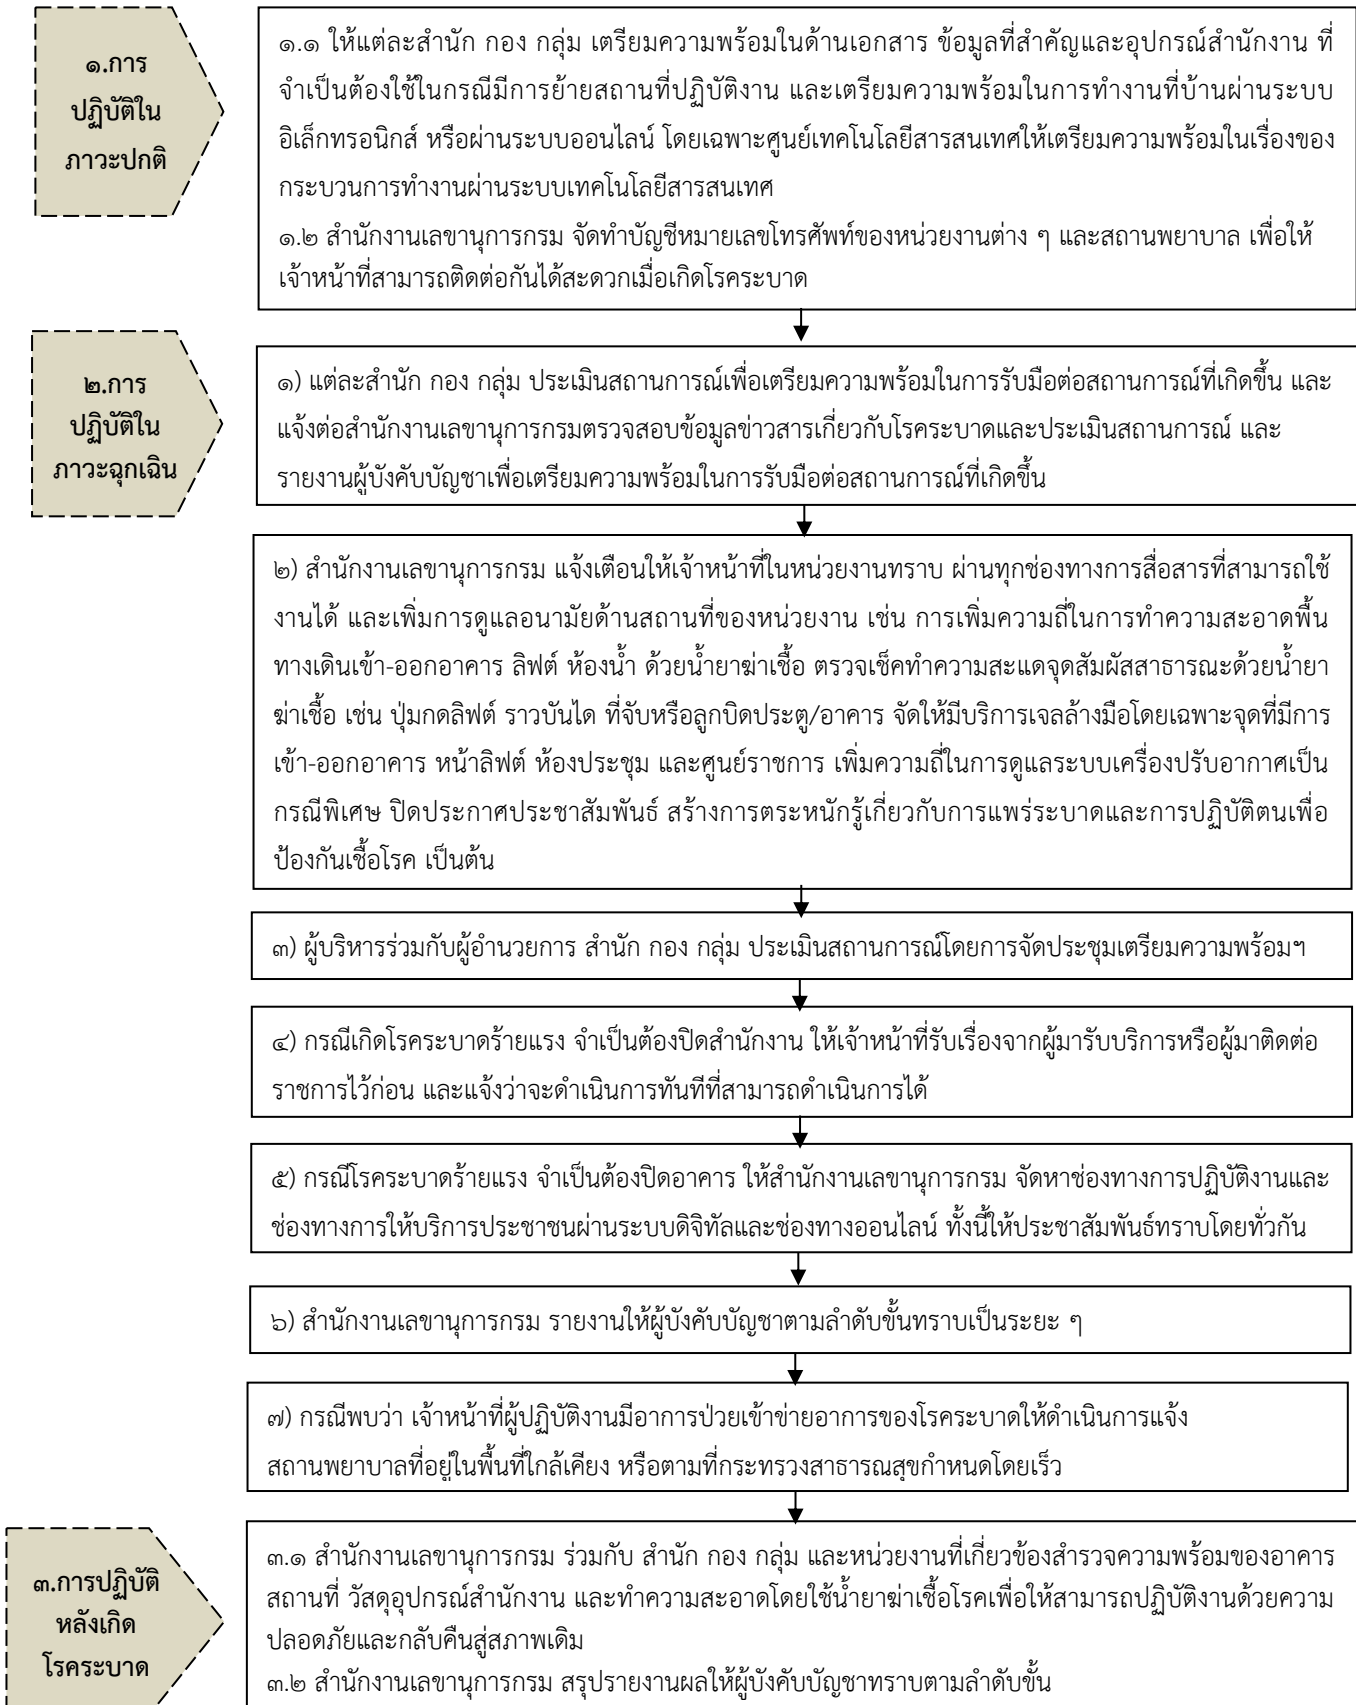 ๑.การ
ปฏิบัติใน
ภาวะปกติ
๑.๑ ให้แต่ละสำนัก กอง กลุ่ม เตรียมความพร้อมในด้านเอกสาร ข้อมูลที่สำคัญและอุปกรณ์สำนักงาน ที่
จำเป็นต้องใช้ในกรณีมีการย้ายสถานที่ปฏิบัติงาน และเตรียมความพร้อมในการทำงานที่บ้านผ่านระบบ
อิเล็กทรอนิกส์ หรือผ่านระบบออนไลน์ โดยเฉพาะศูนย์เทคโนโลยีสารสนเทศให้เตรียมความพร้อมในเรื่องของ
กระบวนการทำงานผ่านระบบเทคโนโลยีสารสนเทศ
๑.๒ สำนักงานเลขานุการกรม จัดทำบัญชีหมายเลขโทรศัพท์ของหน่วยงานต่าง ๆ และสถานพยาบาล เพื่อให้
เจ้าหน้าที่สามารถติดต่อกันได้สะดวกเมื่อเกิดโรคระบาด
๒.การ
ปฏิบัติใน
ภาวะฉุกเฉิน
๑) แต่ละสำนัก กอง กลุ่ม ประเมินสถานการณ์เพื่อเตรียมความพร้อมในการรับมือต่อสถานการณ์ที่เกิดขึ้น และ
แจ้งต่อสำนักงานเลขานุการกรมตรวจสอบข้อมูลข่าวสารเกี่ยวกับโรคระบาดและประเมินสถานการณ์ และ
รายงานผู้บังคับบัญชาเพื่อเตรียมความพร้อมในการรับมือต่อสถานการณ์ที่เกิดขึ้น
๒) สำนักงานเลขานุการกรม แจ้งเตือนให้เจ้าหน้าที่ในหน่วยงานทราบ ผ่านทุกช่องทางการสื่อสารที่สามารถใช้
งานได้ และเพิ่มการดูแลอนามัยด้านสถานที่ของหน่วยงาน เช่น การเพิ่มความถี่ในการทำความสะอาดพื้น
ทางเดินเข้า-ออกอาคาร ลิฟต์ ห้องน้ำ ด้วยน้ำยาฆ่าเชื้อ ตรวจเช็คทำความสะแดจุดสัมผัสสาธารณะด้วยน้ำยา
ฆ่าเชื้อ เช่น ปุ่มกดลิฟต์ ราวบันได ที่จับหรือลูกบิดประตู/อาคาร จัดให้มีบริการเจลล้างมือโดยเฉพาะจุดที่มีการ
เข้า-ออกอาคาร หน้าลิฟต์ ห้องประชุม และศูนย์ราชการ เพิ่มความถี่ในการดูแลระบบเครื่องปรับอากาศเป็น
กรณีพิเศษ ปิดประกาศประชาสัมพันธ์ สร้างการตระหนักรู้เกี่ยวกับการแพร่ระบาดและการปฏิบัติตนเพื่อ
ป้องกันเชื้อโรค เป็นต้น
๓) ผู้บริหารร่วมกับผู้อำนวยการ สำนัก กอง กลุ่ม ประเมินสถานการณ์โดยการจัดประชุมเตรียมความพร้อมฯ
๔) กรณีเกิดโรคระบาดร้ายแรง จำเป็นต้องปิดสำนักงาน ให้เจ้าหน้าที่รับเรื่องจากผู้มารับบริการหรือผู้มาติดต่อ
ราชการไว้ก่อน และแจ้งว่าจะดำเนินการทันทีที่สามารถดำเนินการได้
๕) กรณีโรคระบาดร้ายแรง จำเป็นต้องปิดอาคาร ให้สำนักงานเลขานุการกรม จัดหาช่องทางการปฏิบัติงานและ
ช่องทางการให้บริการประชาชนผ่านระบบดิจิทัลและช่องทางออนไลน์ ทั้งนี้ให้ประชาสัมพันธ์ทราบโดยทั่วกัน
๖) สำนักงานเลขานุการกรม รายงานให้ผู้บังคับบัญชาตามลำดับขั้นทราบเป็นระยะ ๆ
๗) กรณีพบว่า เจ้าหน้าที่ผู้ปฏิบัติงานมีอาการป่วยเข้าข่ายอาการของโรคระบาดให้ดำเนินการแจ้ง
สถานพยาบาลที่อยู่ในพื้นที่ใกล้เคียง หรือตามที่กระทรวงสาธารณสุขกำหนดโดยเร็ว
๓.การปฏิบัติ
หลังเกิด
โรคระบาด
๓.๑ สำนักงานเลขานุการกรม ร่วมกับ สำนัก กอง กลุ่ม และหน่วยงานที่เกี่ยวข้องสำรวจความพร้อมของอาคาร
สถานที่ วัสดุอุปกรณ์สำนักงาน และทำความสะอาดโดยใช้น้ำยาฆ่าเชื้อโรคเพื่อให้สามารถปฏิบัติงานด้วยความ
ปลอดภัยและกลับคืนสู่สภาพเดิม
๓.๒ สำนักงานเลขานุการกรม สรุปรายงานผลให้ผู้บังคับบัญชาทราบตามลำดับขั้น